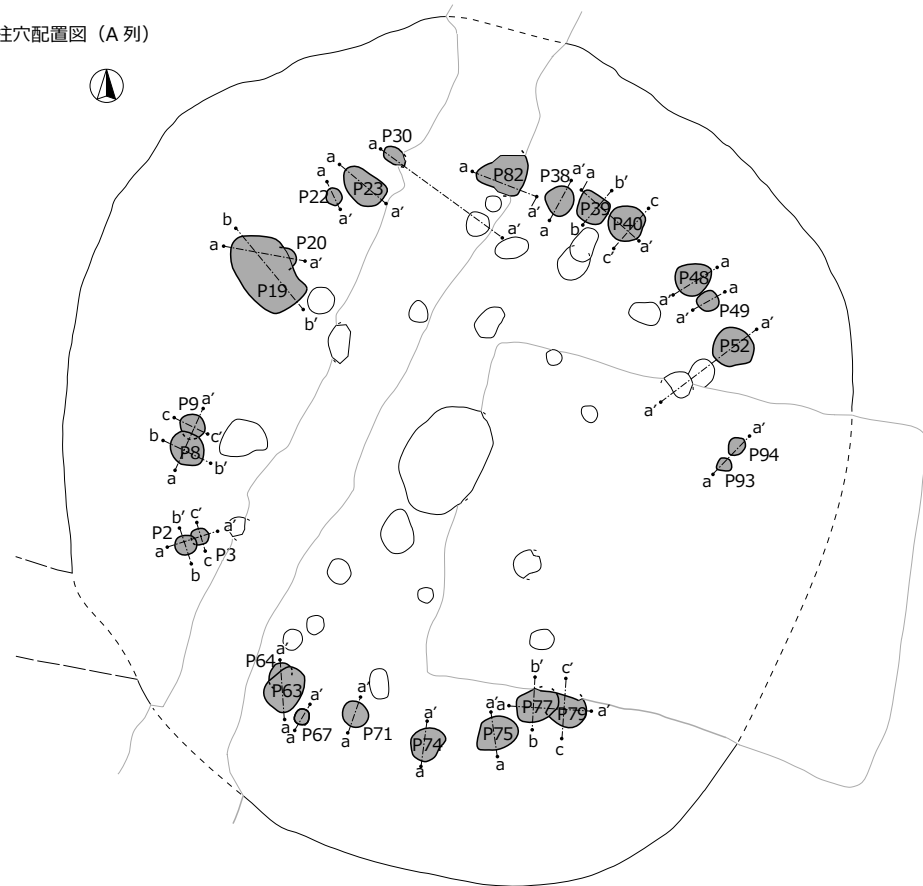 柱穴配置図（A 列）
P30
a
a′
P82
a
a′
P38
a′
a
P39
a
b′
b
P40
c
a′
c′
P22
a
a′
P23
a
a′
P20
b
a
a′
P19
b′
P48
a
a′
P49
a
a′
P52
a′
a′
P9
a′
c
c′
P8
b
b′
a
P94
a′
P93
a
P2
b′
c′
a′
a
c
P3
b
P64
a′
P63
a
P67
a′
a
P71
a′
a
P74
a′
a
P75
a′
a
P77
b′
a
b
P79
c′
a′
c